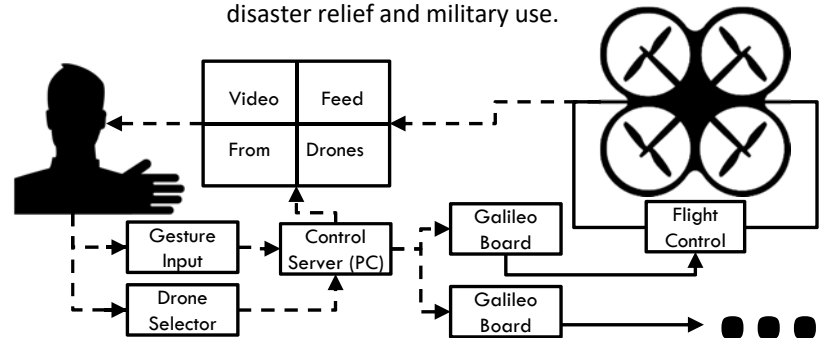 disaster relief and military use.
Video Feed
From Drones
Gesture
Input
Control
Server (PC)
Galileo
Board
Flight
Control
Drone
Selector
Galileo
Board